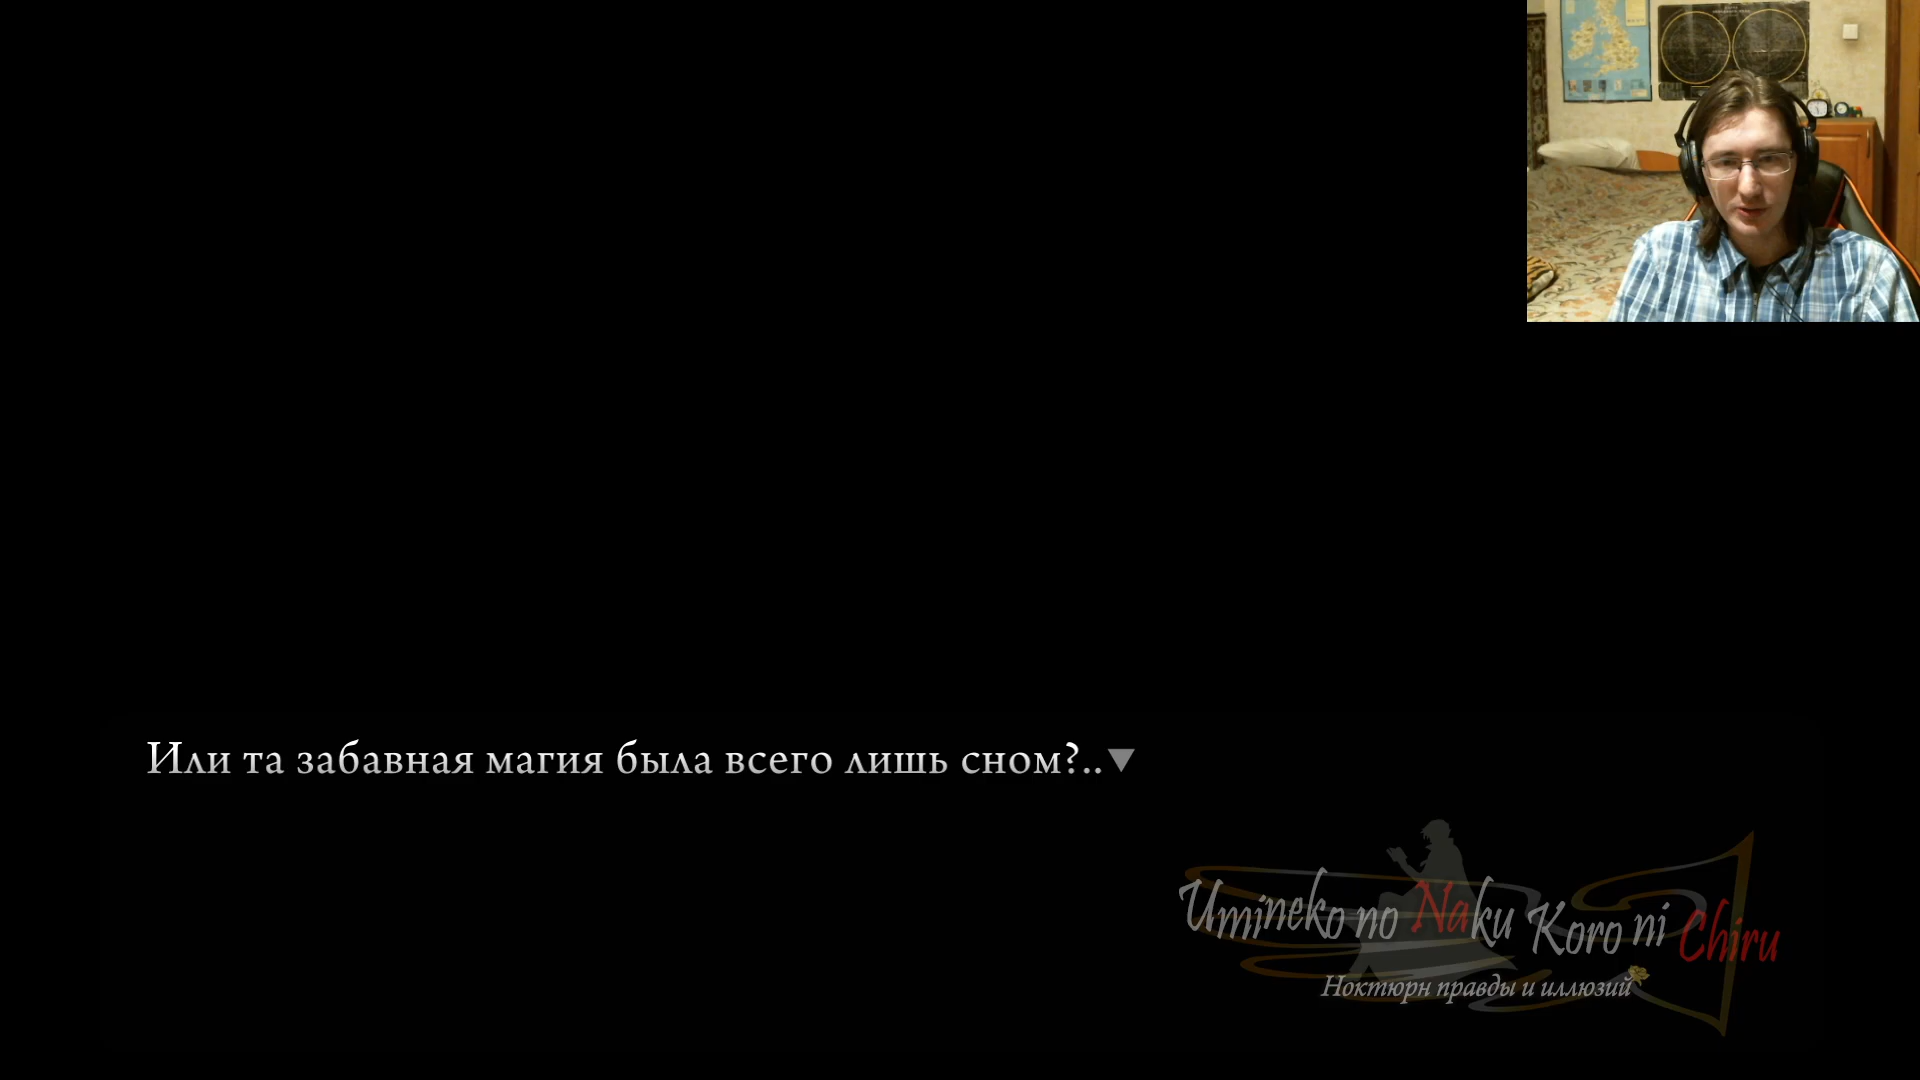 Или та забавная магия была всего лишь сном?..
Umineko no Naku Koro ni Chiru
Ноктюрн правды и иллюзий